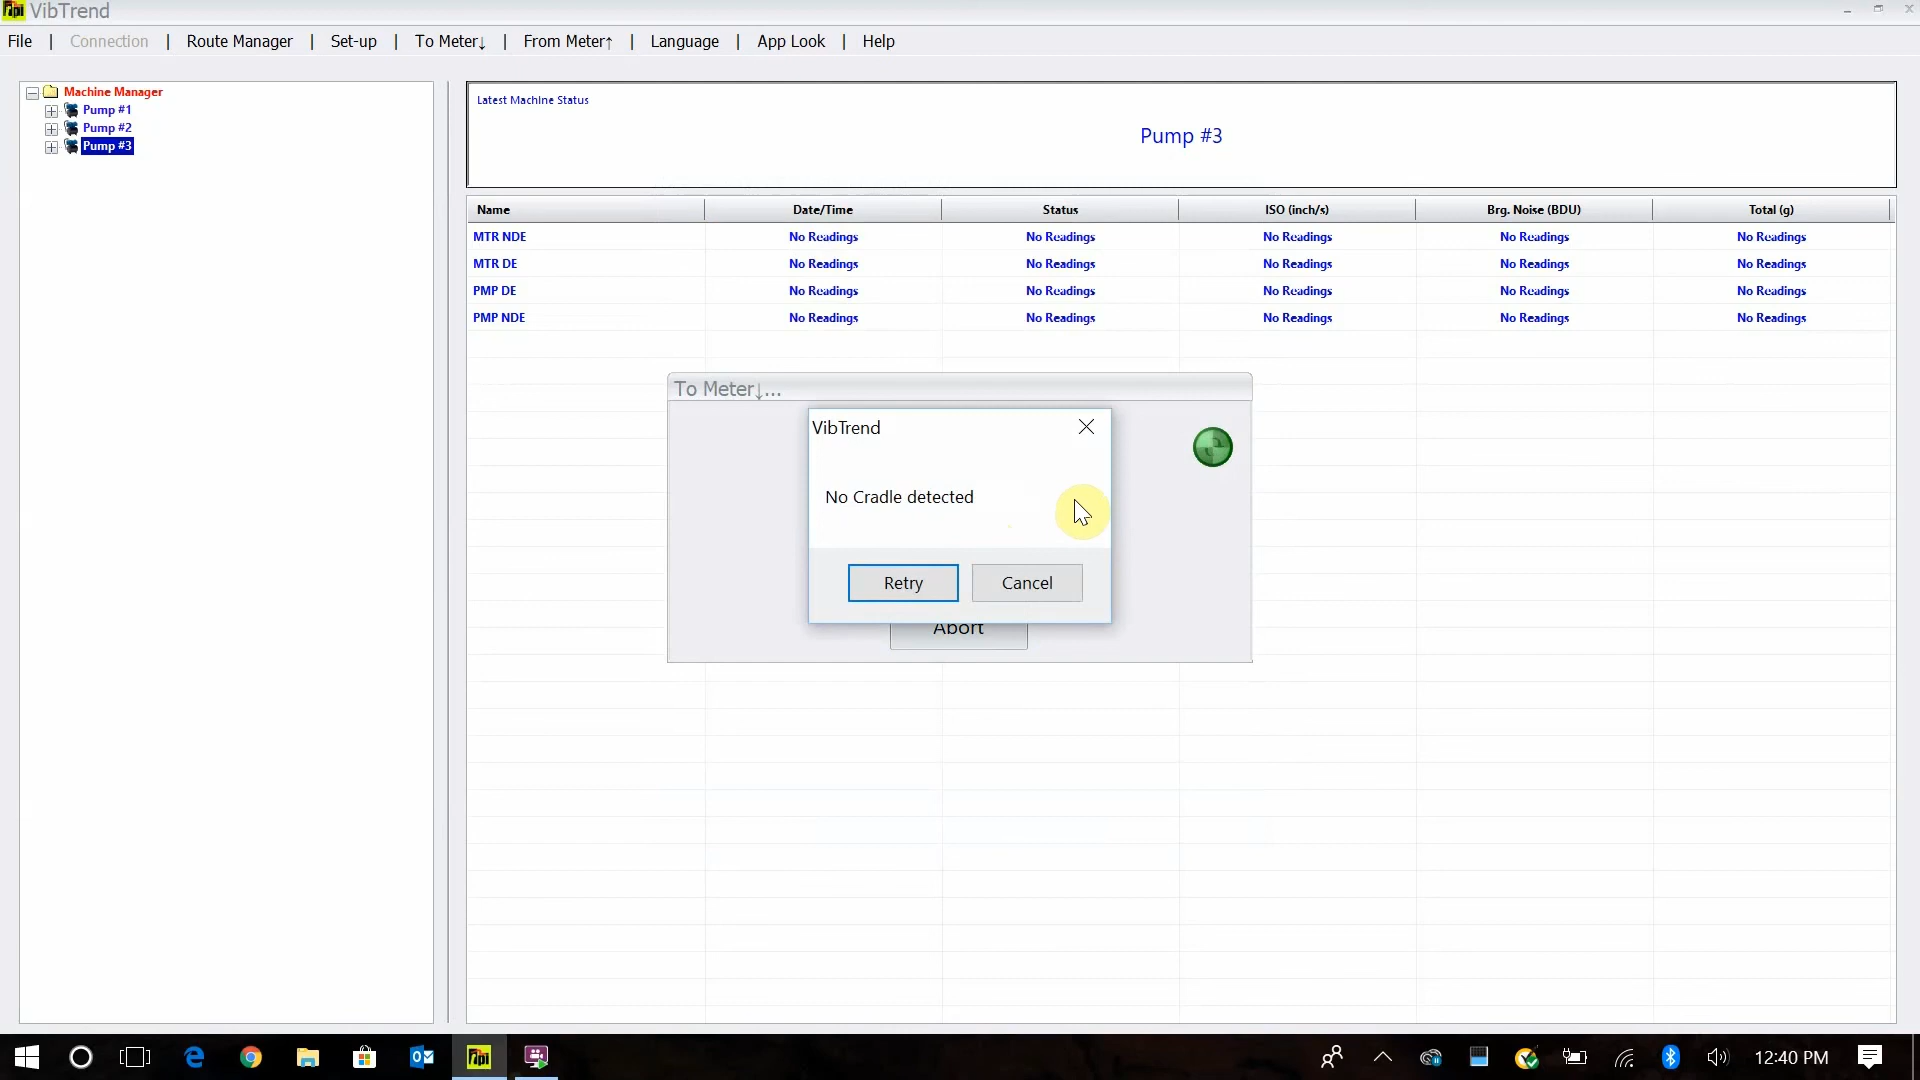 VibTrend
File | Connection | Route Manager | Set-up | To Meter↓ | From Meter↑ | Language | App Look | Help
Machine Manager
Pump #1
Pump #2
Pump #3
Latest Machine Status
Pump #3
Name Date/Time Status ISO (inch/s) Brg. Noise (BDU) Total (g)
MTR NDE No Readings No Readings No Readings No Readings No Readings
MTR DE No Readings No Readings No Readings No Readings No Readings
PMP DE No Readings No Readings No Readings No Readings No Readings
PMP NDE No Readings No Readings No Readings No Readings No Readings
To Meter↓...
VibTrend
No Cradle detected
Retry Cancel
Abort
12:40 PM